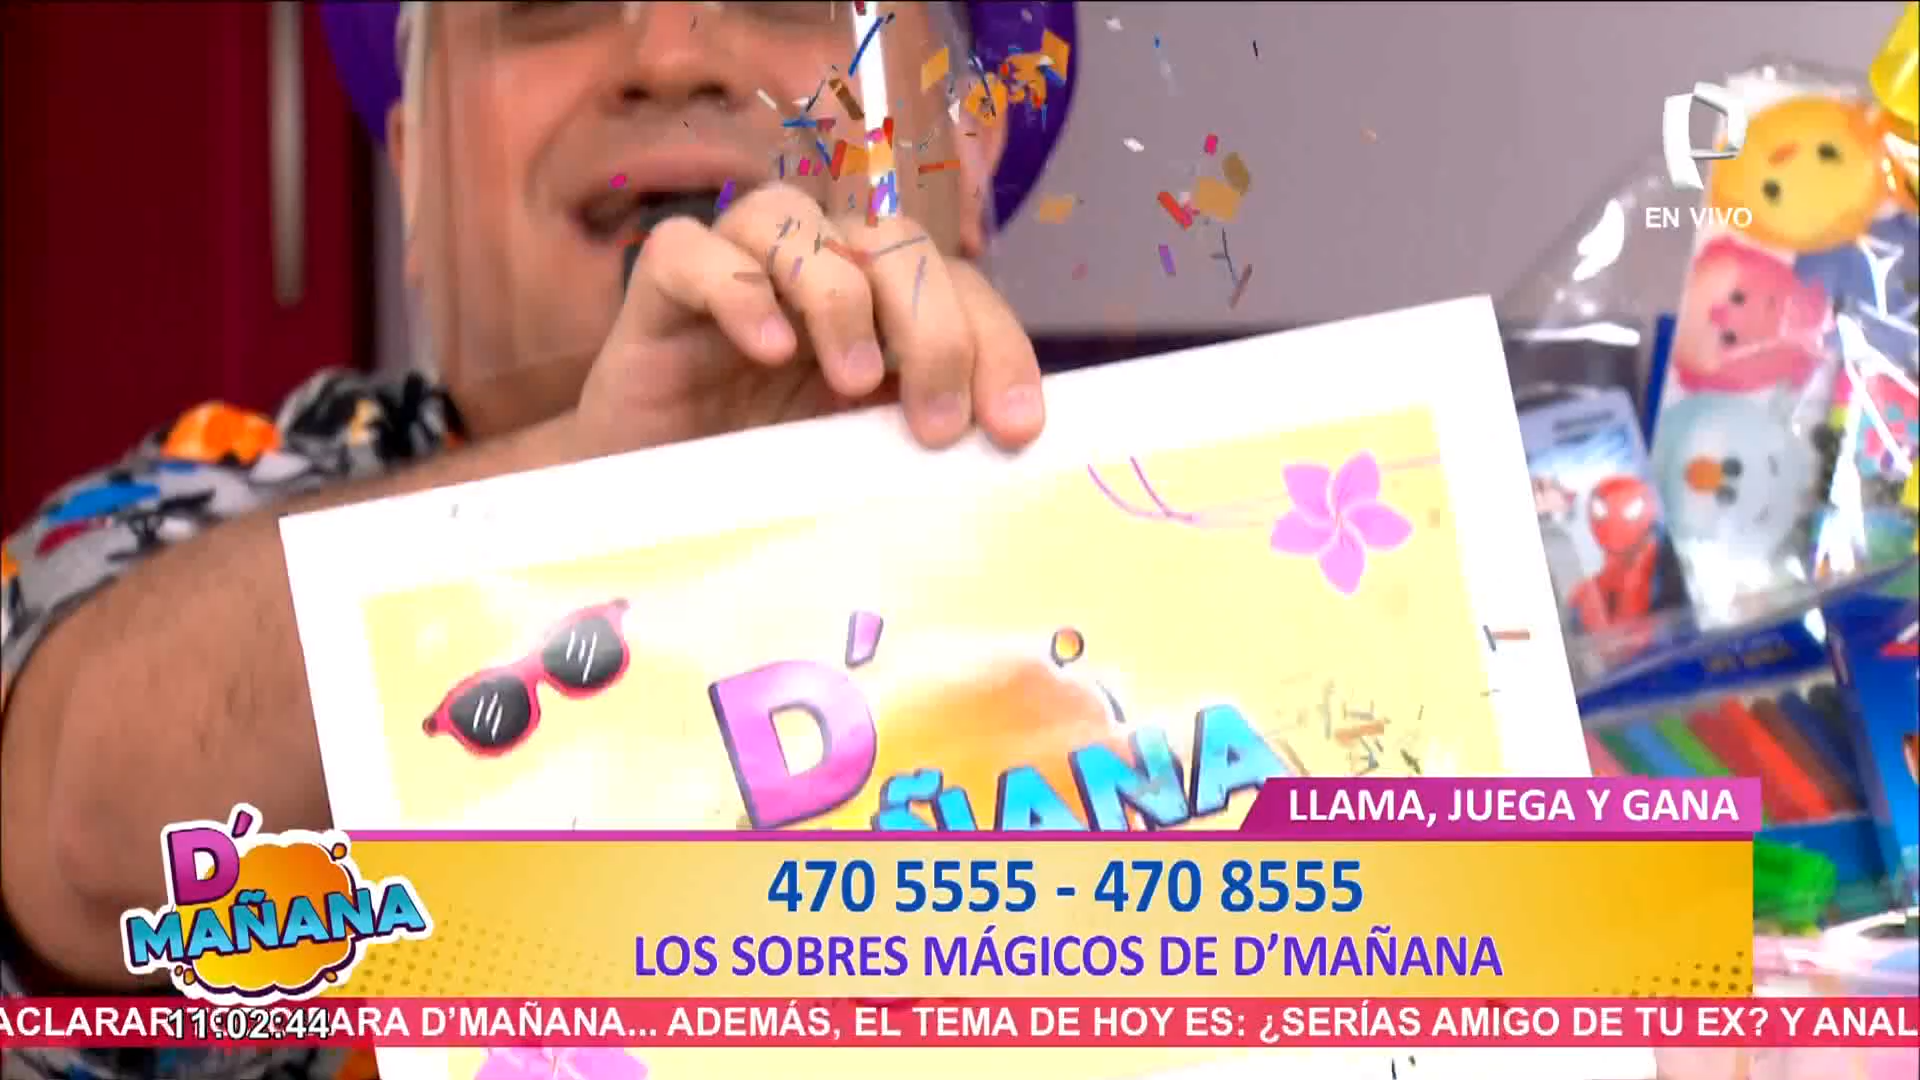 EN VIVO
D'
ÑANA
LLAMA, JUEGA Y GANA
470 5555 - 470 8555
LOS SOBRES MÁGICOS DE D'MAÑANA
D'
MAÑANA
11:02:44
ARA D'MAÑANA... ADEMÁS, EL TEMA DE HOY ES: ¿SERÍAS AMIGO DE TU EX? Y ANAL